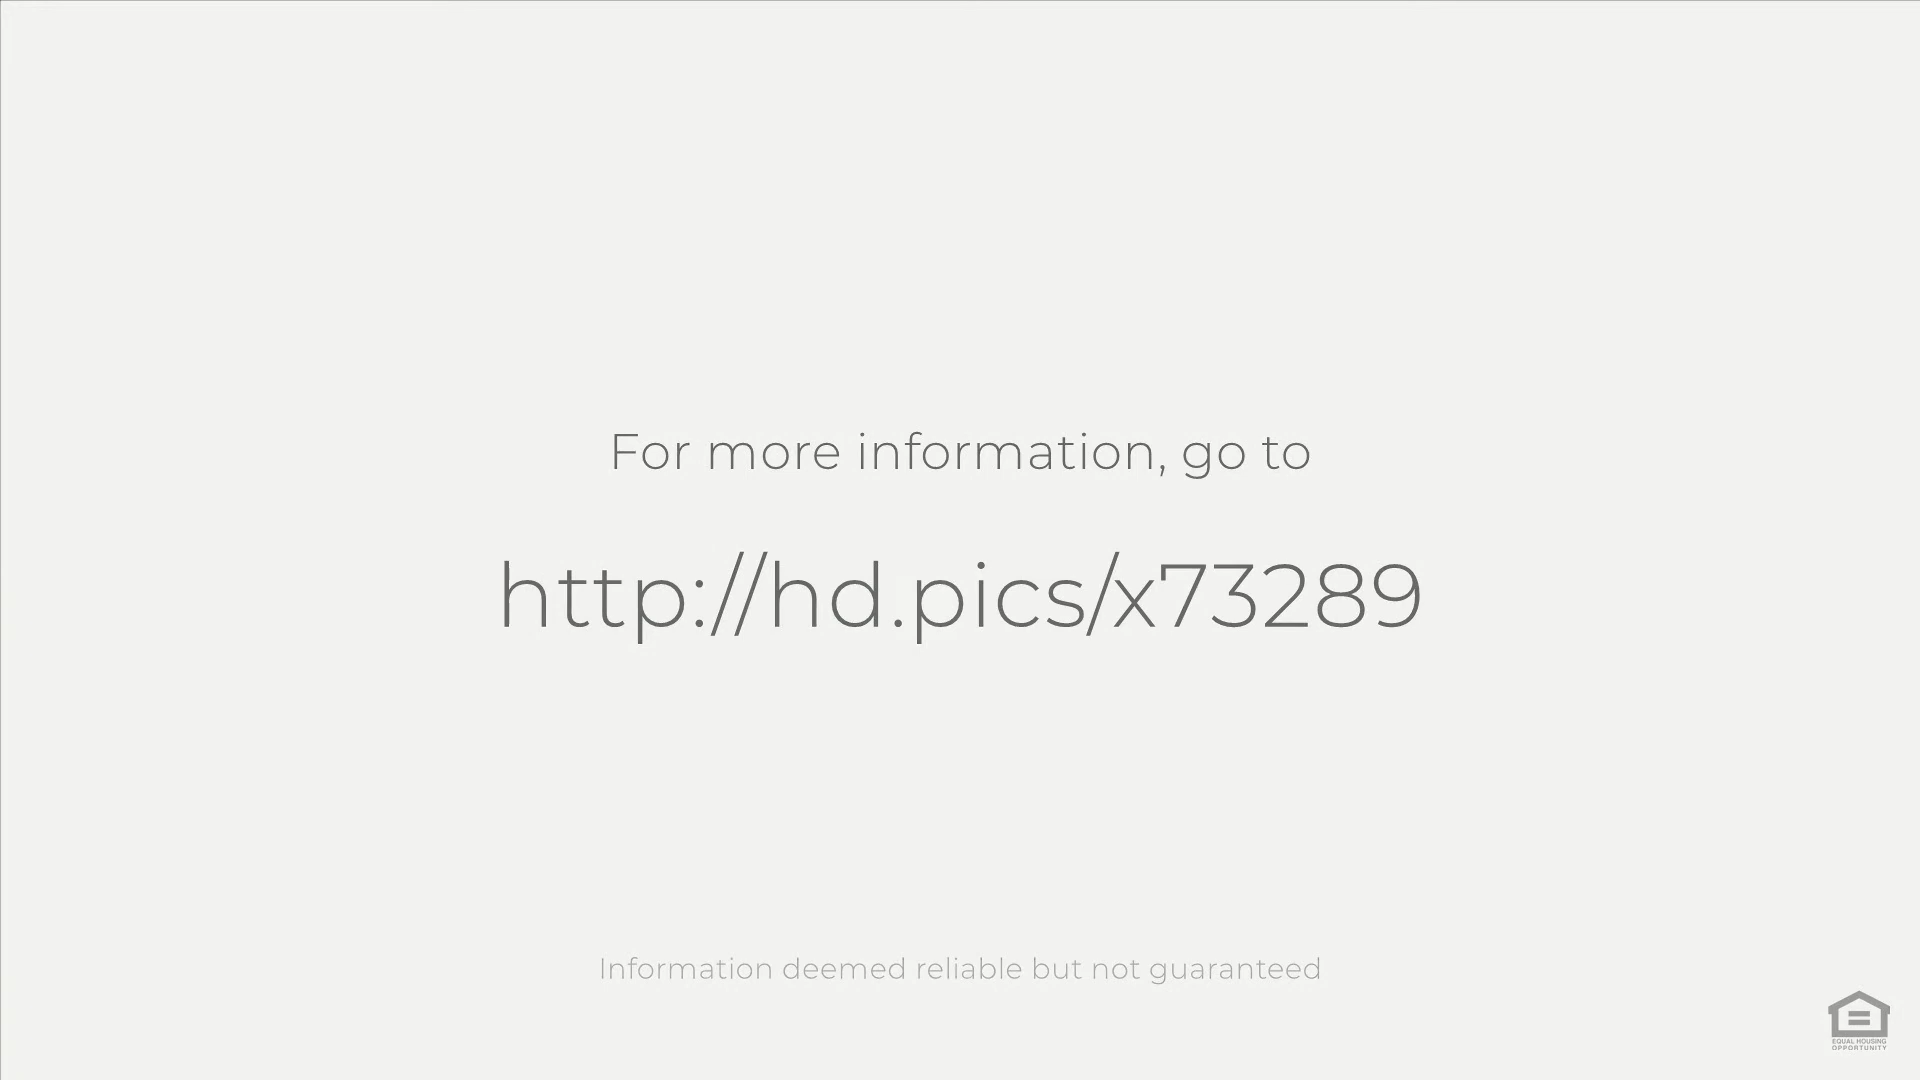 For more information, go to
http://hd.pics/x73289
Information deemed reliable but not guaranteed
EQUAL HOUSING
OPPORTUNITY